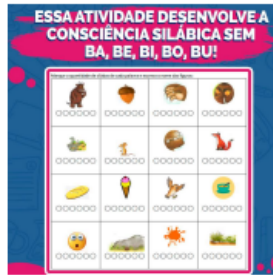 ESSA ATIVIDADE DESENVOLVE A
CONSCIÊNCIA SILÁBICA SEM
BA, BE, BI, BO, BU!